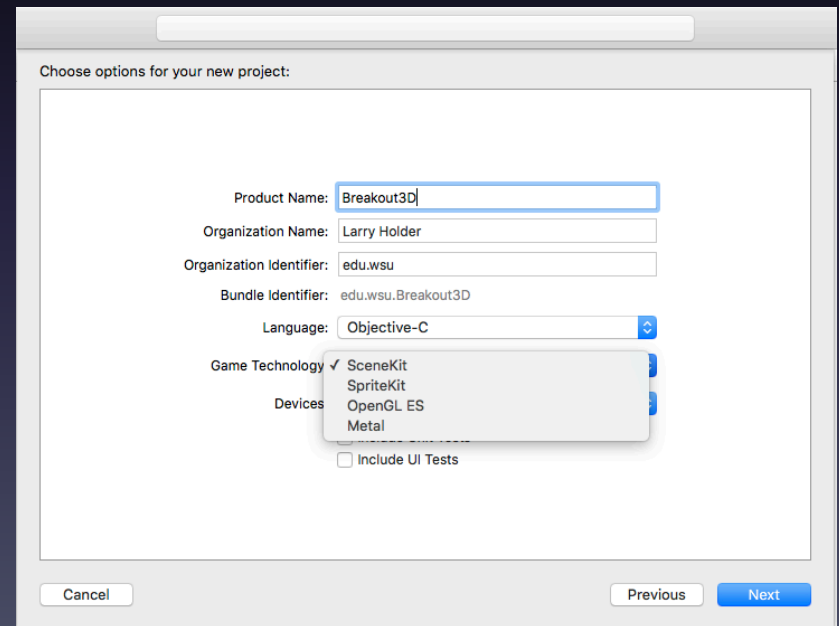 Choose options for your new project:
Product Name: Breakout3D
Organization Name: Larry Holder
Organization Identifier: edu.wsu
Bundle Identifier: edu.wsu.Breakout3D
Language: Objective-C
Game Technology ✓ SceneKit
SpriteKit
Devices
OpenGL ES
Metal
Include UI Tests
Cancel Previous Next